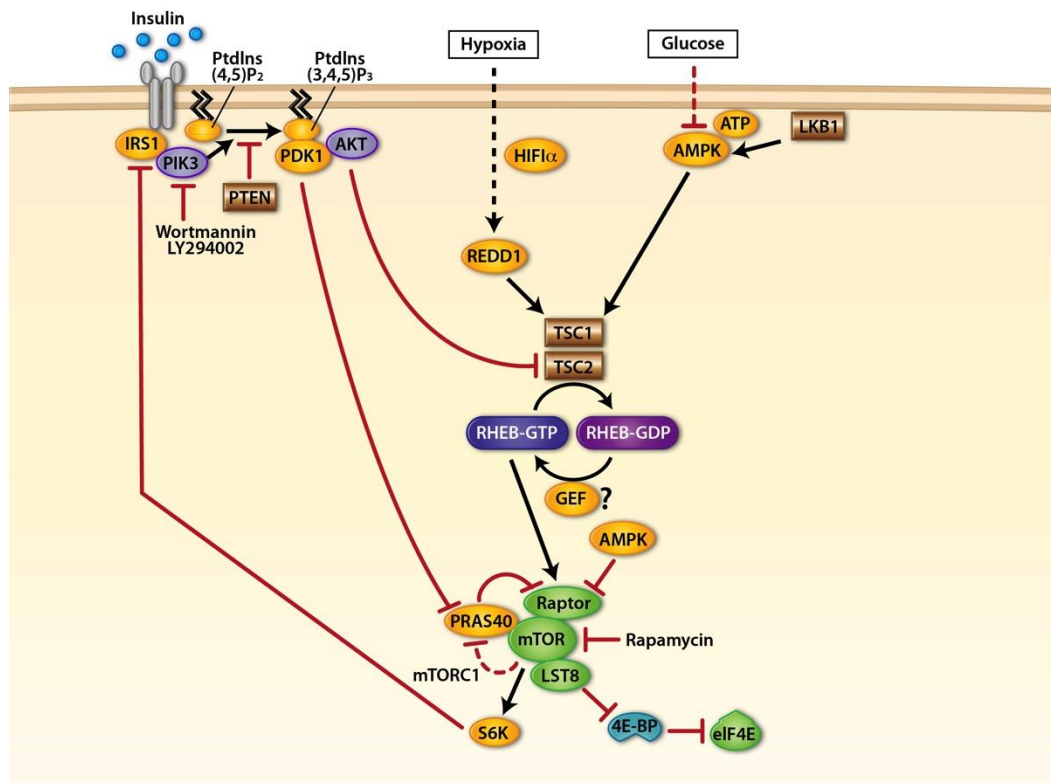 Insulin
PtdIns
(4,5)P2
PtdIns
(3,4,5)P3
Hypoxia
Glucose
IRS1
PIK3
PDK1
AKT
PTEN
Wortmannin
LY294002
HIFIα
ATP
AMPK
LKB1
REDD1
TSC1
TSC2
RHEB-GTP
RHEB-GDP
GEF
?
AMPK
Raptor
PRAS40
mTOR
Rapamycin
mTORC1
LST8
S6K
4E-BP
eIF4E